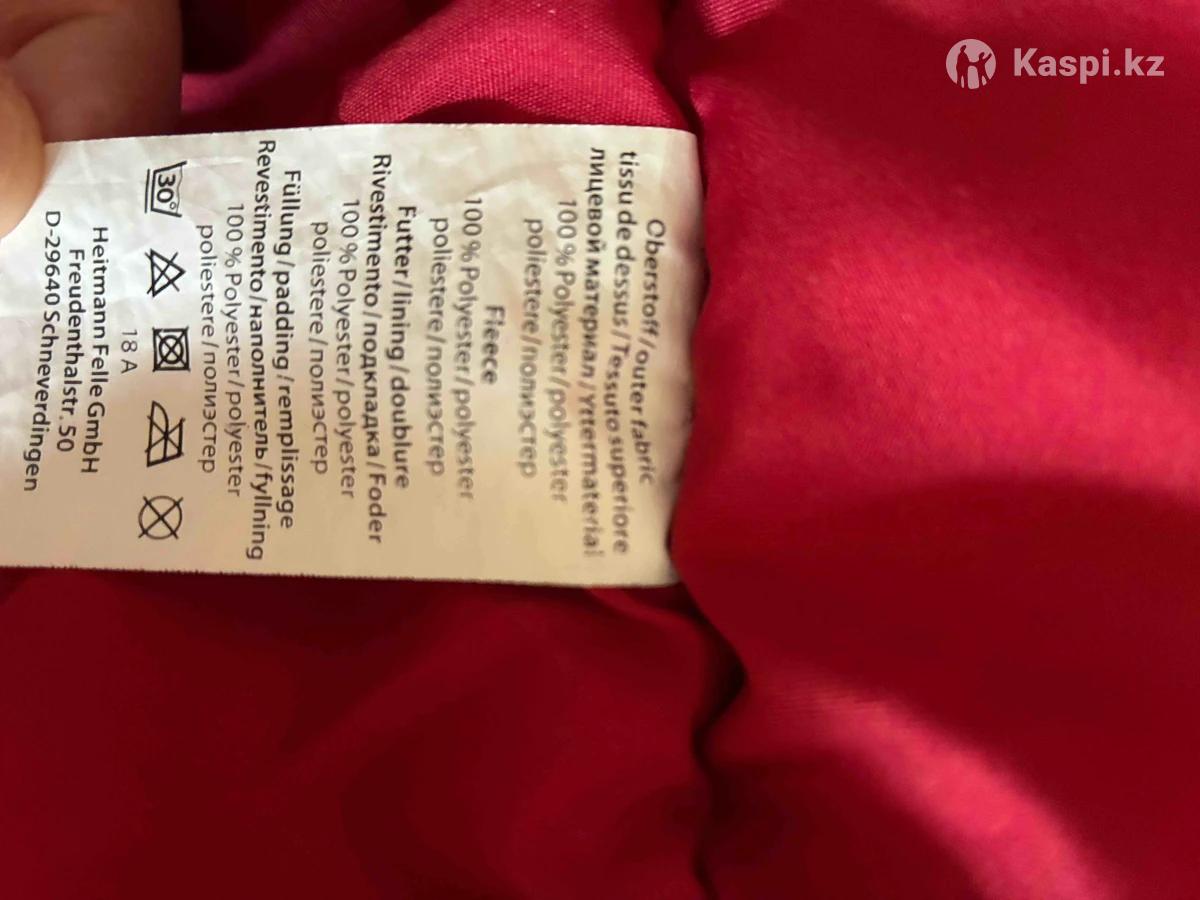 Kaspi.kz
Oberstoff/outer fabric
tissu de dessus/Tessuto superiore
лицевой материал/Yttermaterial
100 % Polyester/polyester
poliestere/полиэстер
Fleece
100 % Polyester/polyester
poliestere/полиэстер
Futter/lining/doublure
Rivestimento/подкладка/Foder
100 % Polyester/polyester
poliestere/полиэстер
Füllung/padding/remplissage
Revestimento/наполнитель/fyllning
100 % Polyester/polyester
poliestere/полиэстер
30°
18 A
Heitmann Felle GmbH
Freudenthalstr. 50
D-29640 Schneverdingen